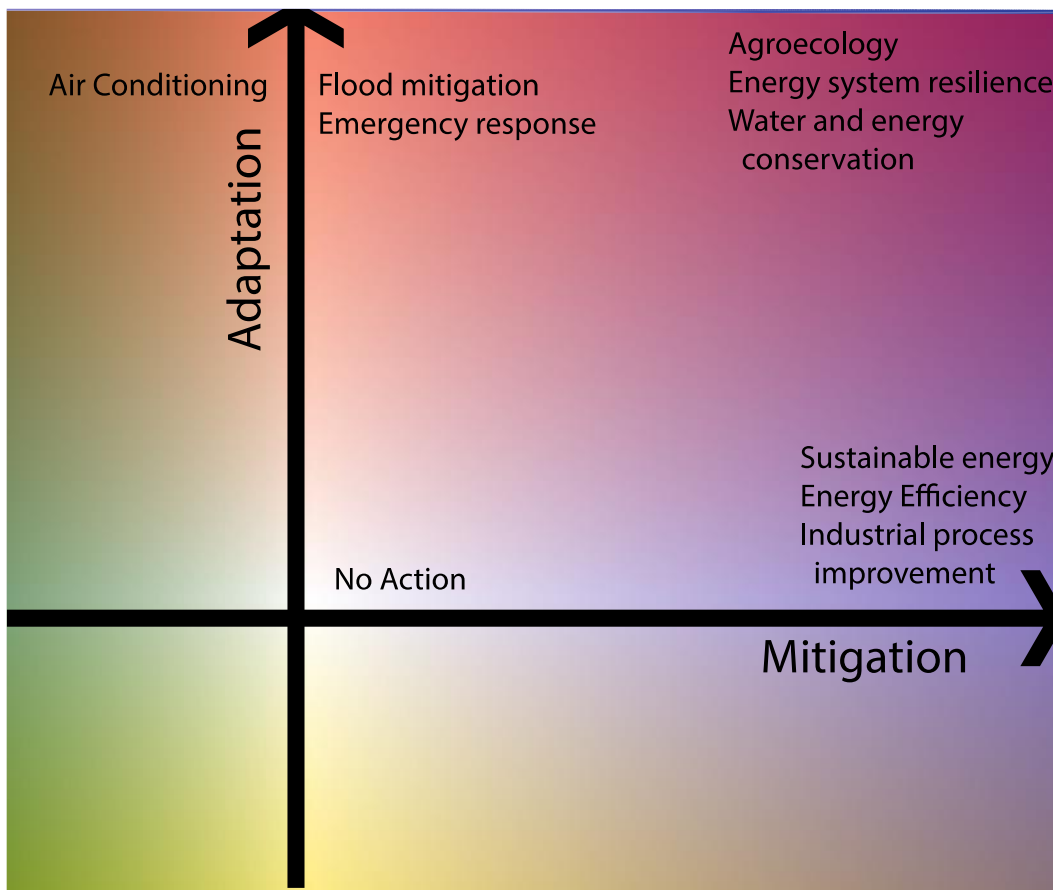 Air Conditioning
Flood mitigation
Emergency response
Agroecology
Energy system resilience
Water and energy
conservation
Adaptation
Sustainable energy
Energy Efficiency
Industrial process
improvement
No Action
Mitigation